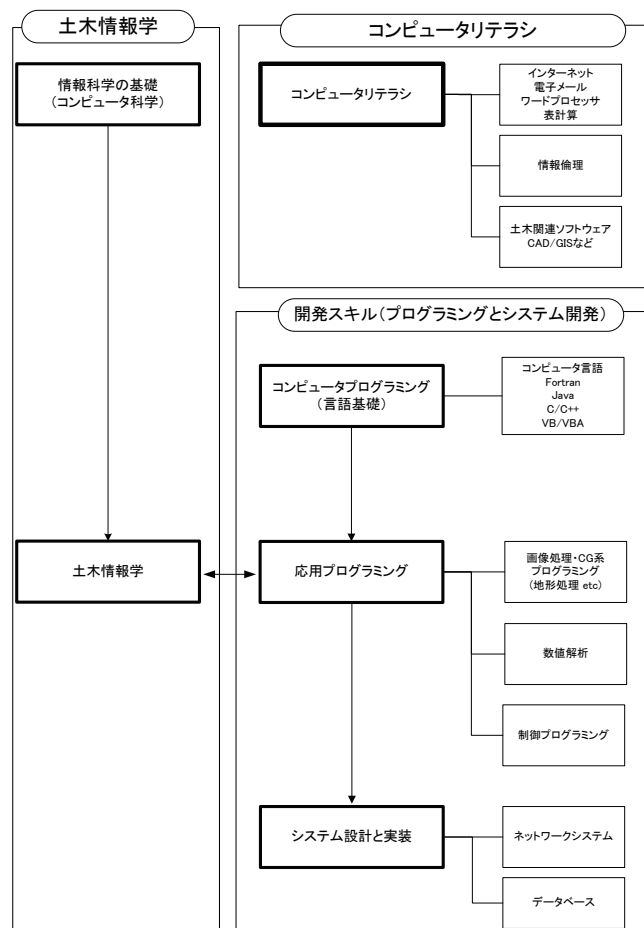 土木情報学
情報科学の基礎
(コンピュータ科学)
土木情報学
コンピュータリテラシ
コンピュータリテラシ
インターネット
電子メール
ワードプロセッサ
表計算
情報倫理
土木関連ソフトウェア
CAD/GISなど
開発スキル(プログラミングとシステム開発)
コンピュータプログラミング
(言語基礎)
コンピュータ言語
Fortran
Java
C/C++
VB/VBA
応用プログラミング
画像処理・CG系
プログラミング
(地形処理 etc)
数値解析
制御プログラミング
システム設計と実装
ネットワークシステム
データベース